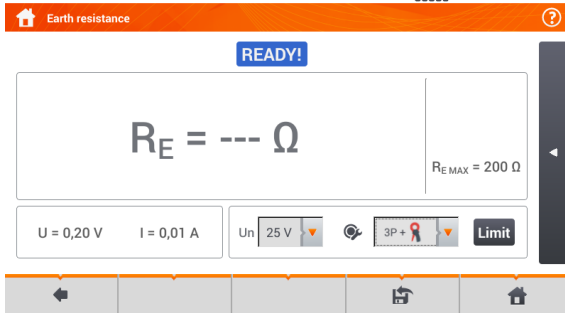 Earth resistance
?
READY!
RE = --- Ω
RE MAX = 200 Ω
U = 0,20 V I = 0,01 A
Un 25 V 3P + Limit